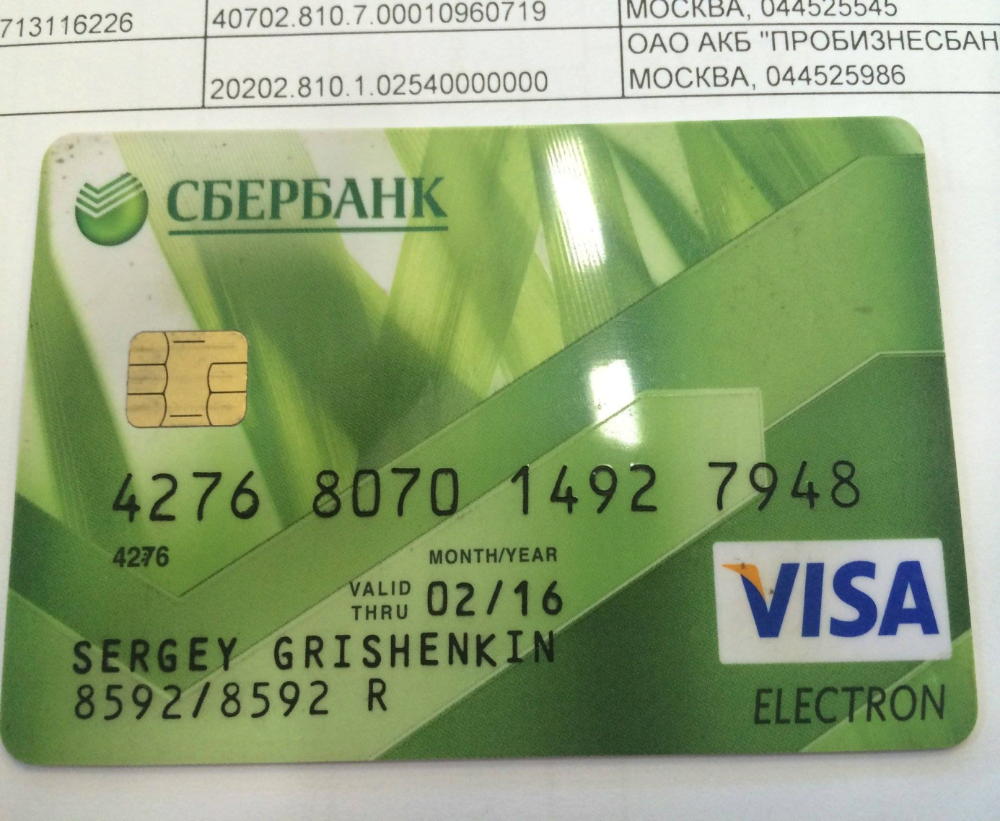 713116226
40702.810.7.00010960719
МОСКВА, 044525545
ОАО АКБ "ПРОБИЗНЕСБАН
20202.810.1.02540000000
МОСКВА, 044525986
СБЕРБАНК
4276 8070 1492 7948
4276
MONTH/YEAR
VALID THRU 02/16
SERGEY GRISHENKIN
8592/8592 R
VISA
ELECTRON